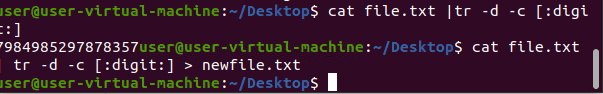 user@user-virtual-machine:~/Desktop$ cat file.txt |tr -d -c [:digi
t:]
7984985297878357user@user-virtual-machine:~/Desktop$ cat file.txt
| tr -d -c [:digit:] > newfile.txt
user@user-virtual-machine:~/Desktop$